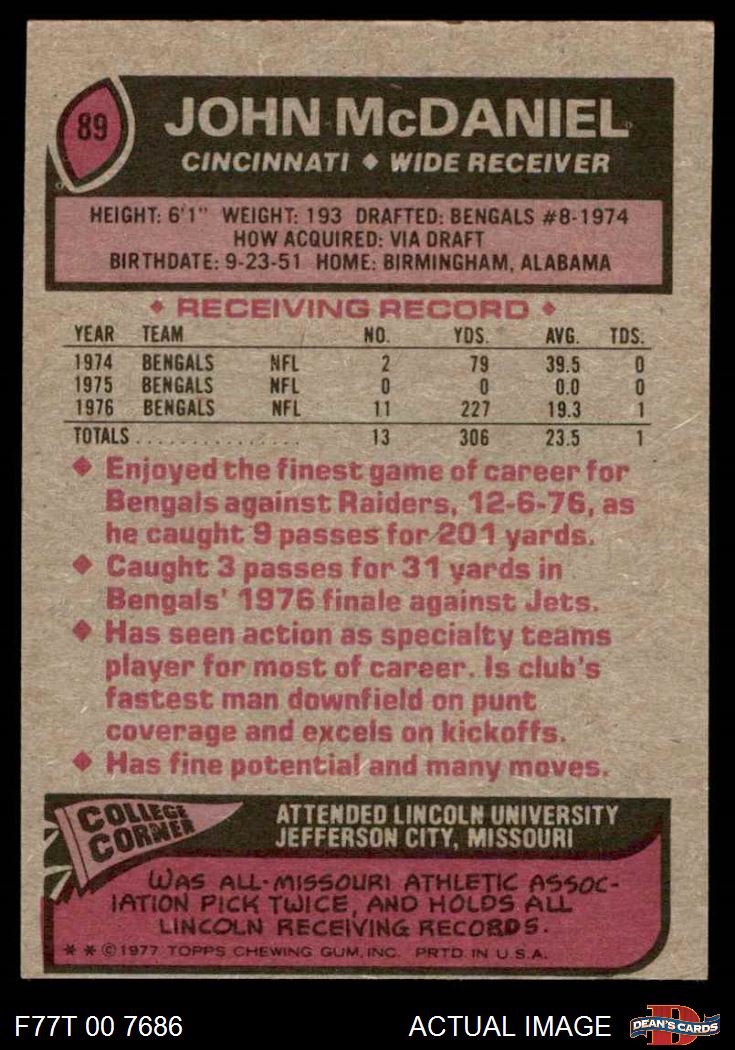 89
JOHN McDANIEL
CINCINNATI ◆ WIDE RECEIVER
HEIGHT: 6'1" WEIGHT: 193 DRAFTED: BENGALS #8-1974
HOW ACQUIRED: VIA DRAFT
BIRTHDATE: 9-23-51 HOME: BIRMINGHAM, ALABAMA
◆ RECEIVING RECORD ◆
YEAR TEAM NO. YDS. AVG. TDS.
1974 BENGALS NFL 2 79 39.5 0
1975 BENGALS NFL 0 0 0.0 0
1976 BENGALS NFL 11 227 19.3 1
TOTALS................. 13 306 23.5 1
◆ Enjoyed the finest game of career for
Bengals against Raiders, 12-6-76, as
he caught 9 passes for 201 yards.
◆ Caught 3 passes for 31 yards in
Bengals' 1976 finale against Jets.
◆ Has seen action as specialty teams
player for most of career. Is club's
fastest man downfield on punt
coverage and excels on kickoffs.
◆ Has fine potential and many moves.
COLLEGE
CORNER
ATTENDED LINCOLN UNIVERSITY
JEFFERSON CITY, MISSOURI
WAS ALL-MISSOURI ATHLETIC ASSOC-
IATION PICK TWICE, AND HOLDS ALL
LINCOLN RECEIVING RECORDS.
* * © 1977 TOPPS CHEWING GUM, INC. PRTD. IN U.S.A.
F77T 00 7686
ACTUAL IMAGE
D
DEAN'S CARDS